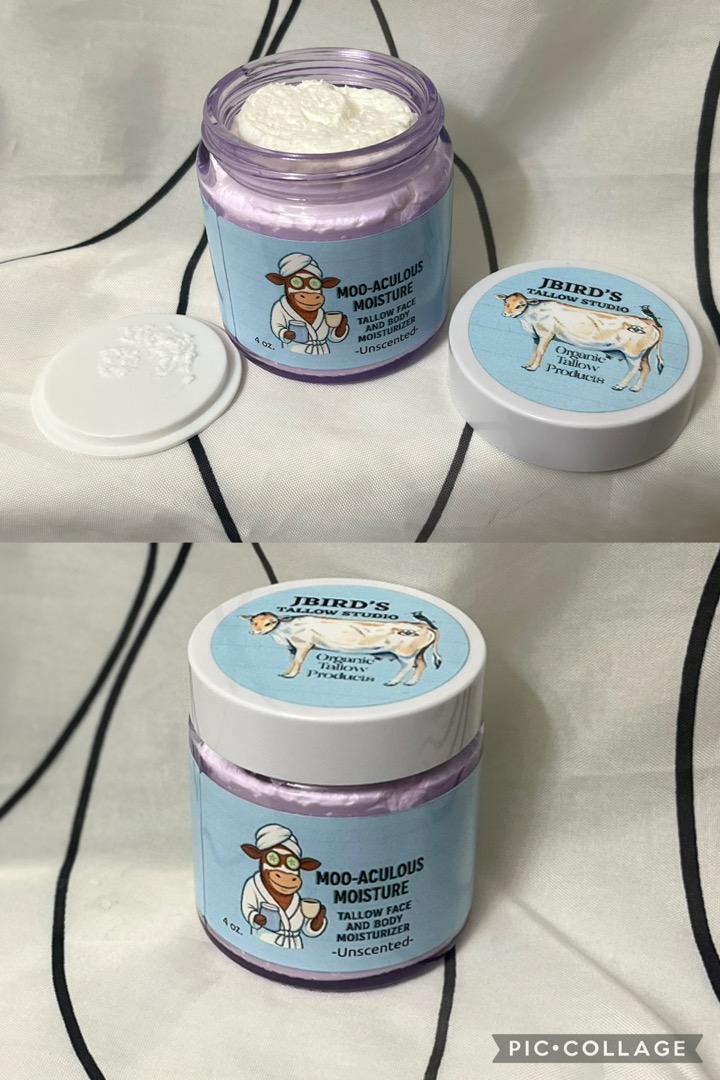 MOO-ACULOUS
MOISTURE
TALLOW FACE
AND BODY
MOISTURIZER
-Unscented-
4 oz.
JBIRD'S
TALLOW STUDIO
Organic
Tallow
Products
JBIRD'S
TALLOW STUDIO
Organic
Tallow
Products
MOO-ACULOUS
MOISTURE
TALLOW FACE
AND BODY
MOISTURIZER
-Unscented-
4 oz.
PIC•COLLAGE